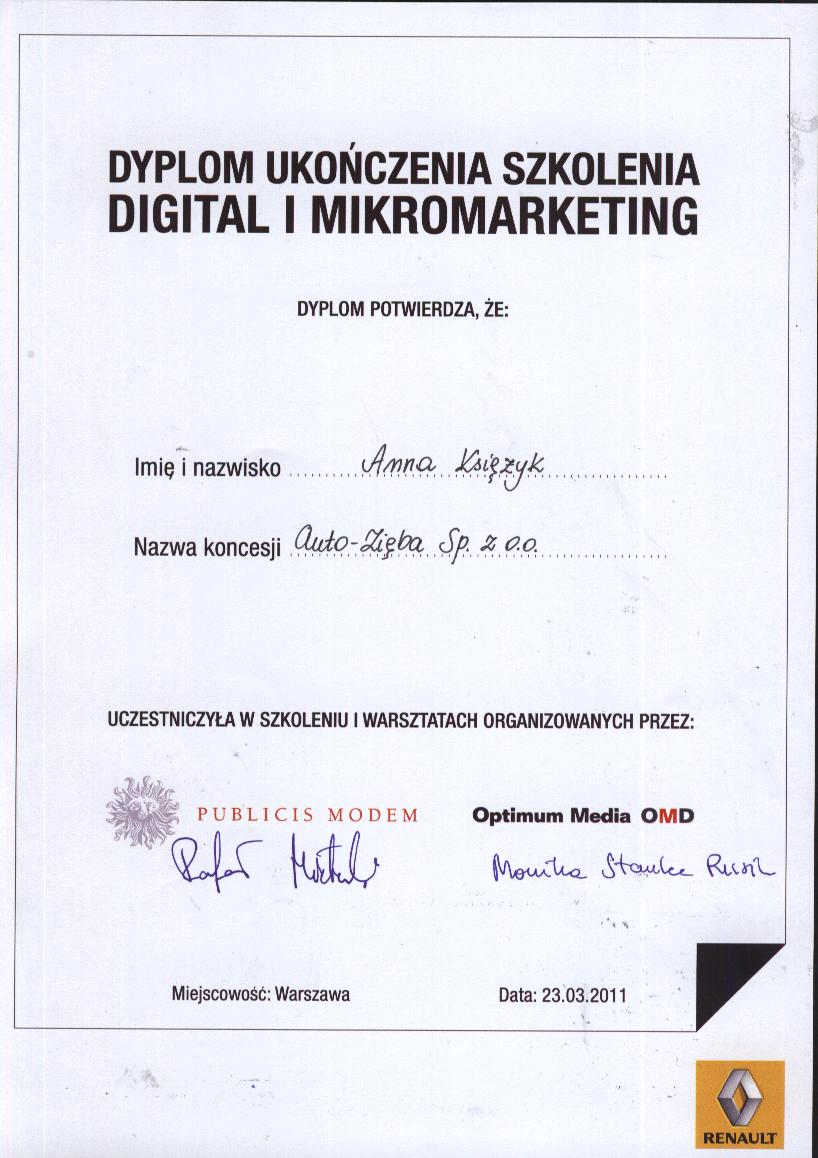 DYPLOM UKOŃCZENIA SZKOLENIA
DIGITAL I MIKROMARKETING
DYPLOM POTWIERDZA, ŻE:
Imię i nazwisko Anna Księżyk
Nazwa koncesji Auto-Zięba Sp. z o.o.
UCZESTNICZYŁA W SZKOLENIU I WARSZTATACH ORGANIZOWANYCH PRZEZ:
PUBLICIS MODEM
Optimum Media OMD
Rafał
Monika
Miejscowość: Warszawa
Data: 23.03.2011
RENAULT